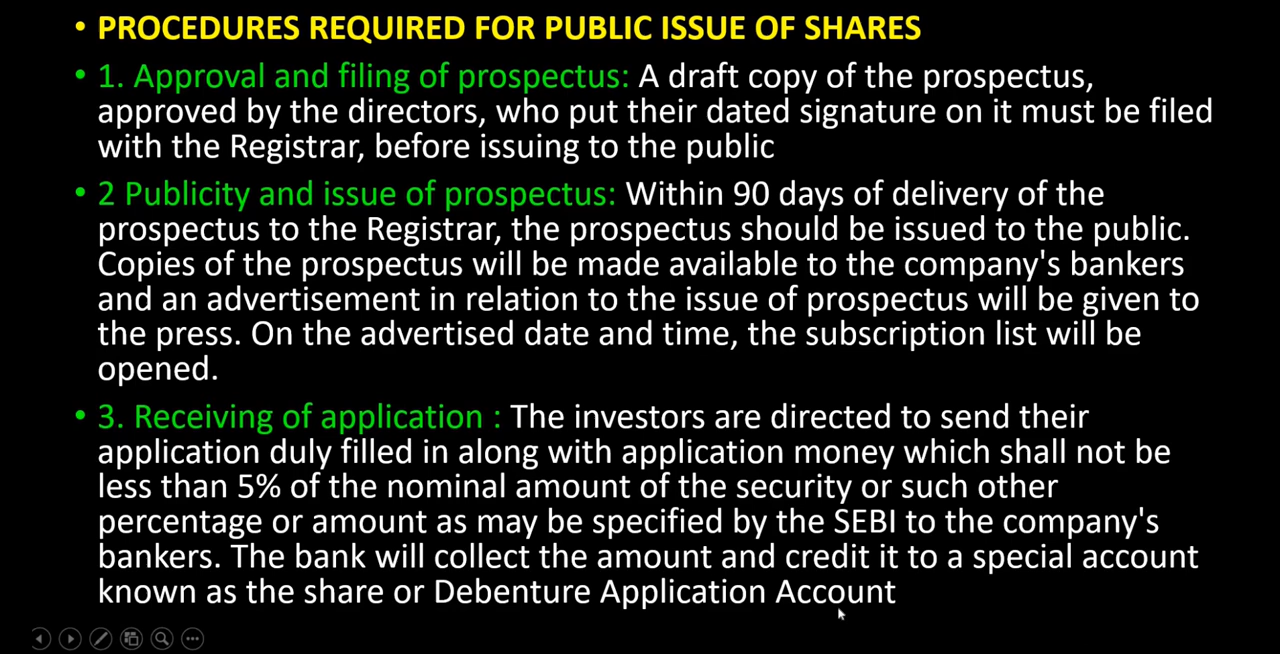 • PROCEDURES REQUIRED FOR PUBLIC ISSUE OF SHARES
• 1. Approval and filing of prospectus: A draft copy of the prospectus,
approved by the directors, who put their dated signature on it must be filed
with the Registrar, before issuing to the public
• 2 Publicity and issue of prospectus: Within 90 days of delivery of the
prospectus to the Registrar, the prospectus should be issued to the public.
Copies of the prospectus will be made available to the company's bankers
and an advertisement in relation to the issue of prospectus will be given to
the press. On the advertised date and time, the subscription list will be
opened.
• 3. Receiving of application : The investors are directed to send their
application duly filled in along with application money which shall not be
less than 5% of the nominal amount of the security or such other
percentage or amount as may be specified by the SEBI to the company's
bankers. The bank will collect the amount and credit it to a special account
known as the share or Debenture Application Account